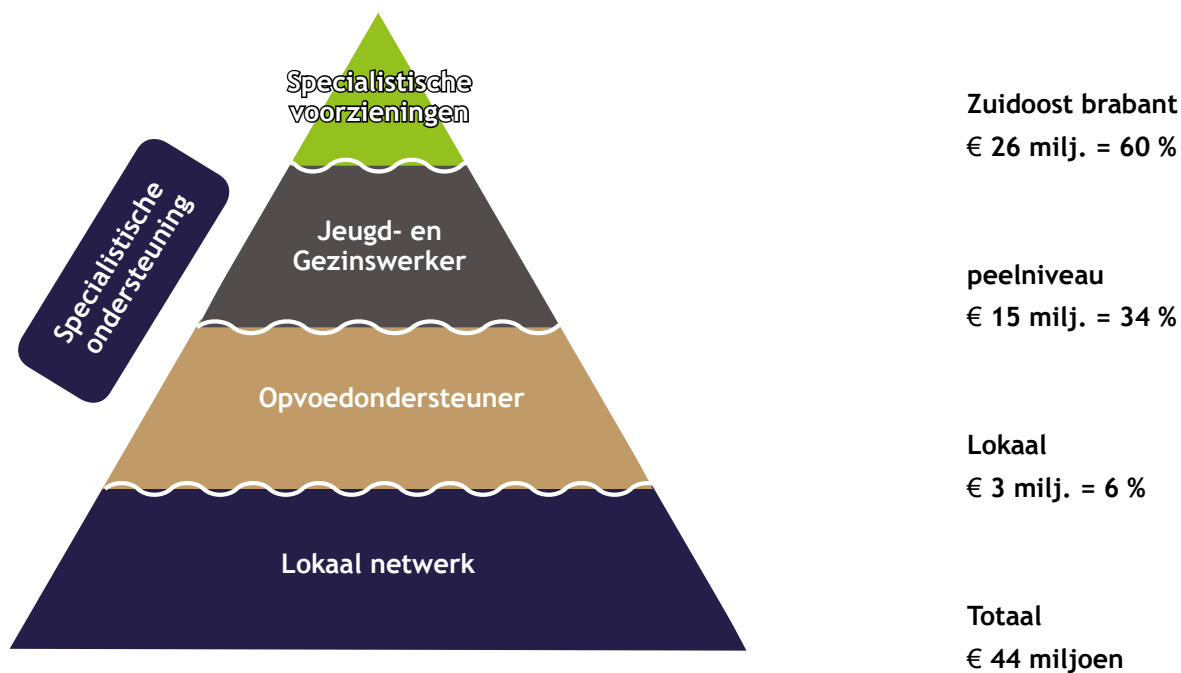 Specialistische
voorzieningen
Specialistische
ondersteuning
Jeugd- en
Gezinswerker
Opvoedondersteuner
Lokaal netwerk
Zuidoost brabant
€ 26 milj. = 60 %
peelniveau
€ 15 milj. = 34 %
Lokaal
€ 3 milj. = 6 %
Totaal
€ 44 miljoen